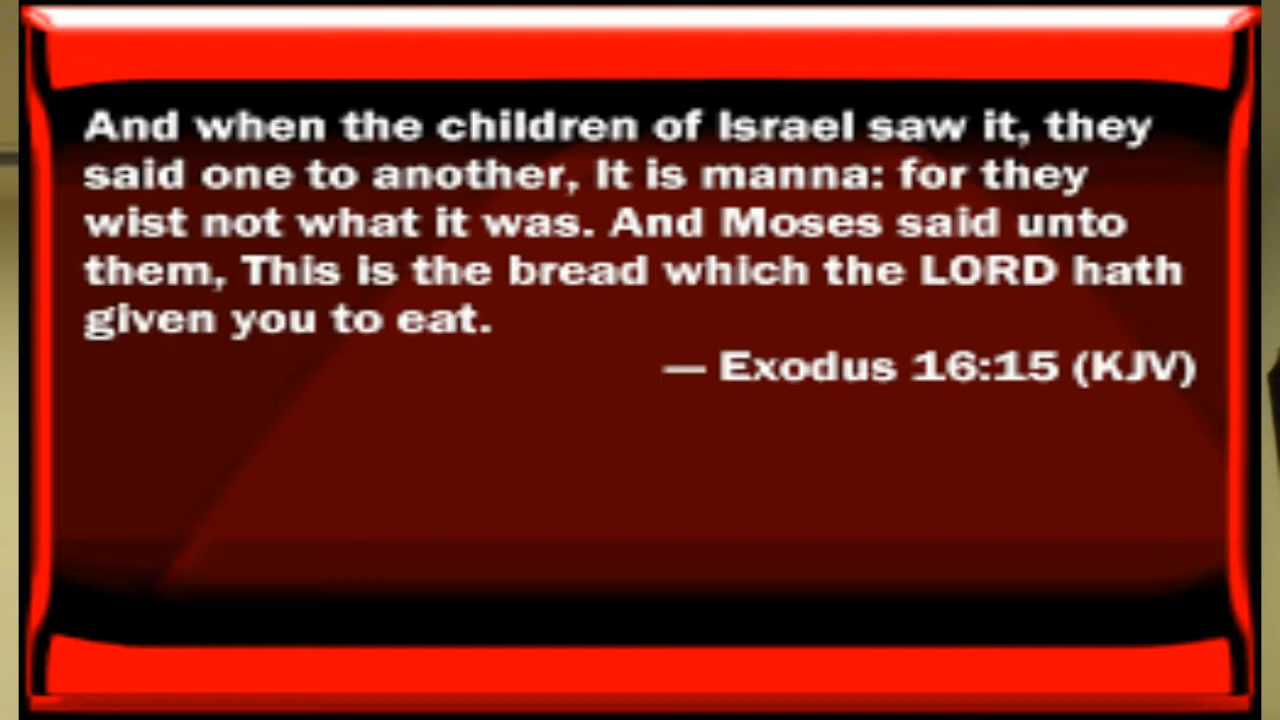 And when the children of Israel saw it, they
said one to another, It is manna: for they
wist not what it was. And Moses said unto
them, This is the bread which the LORD hath
given you to eat.
— Exodus 16:15 (KJV)